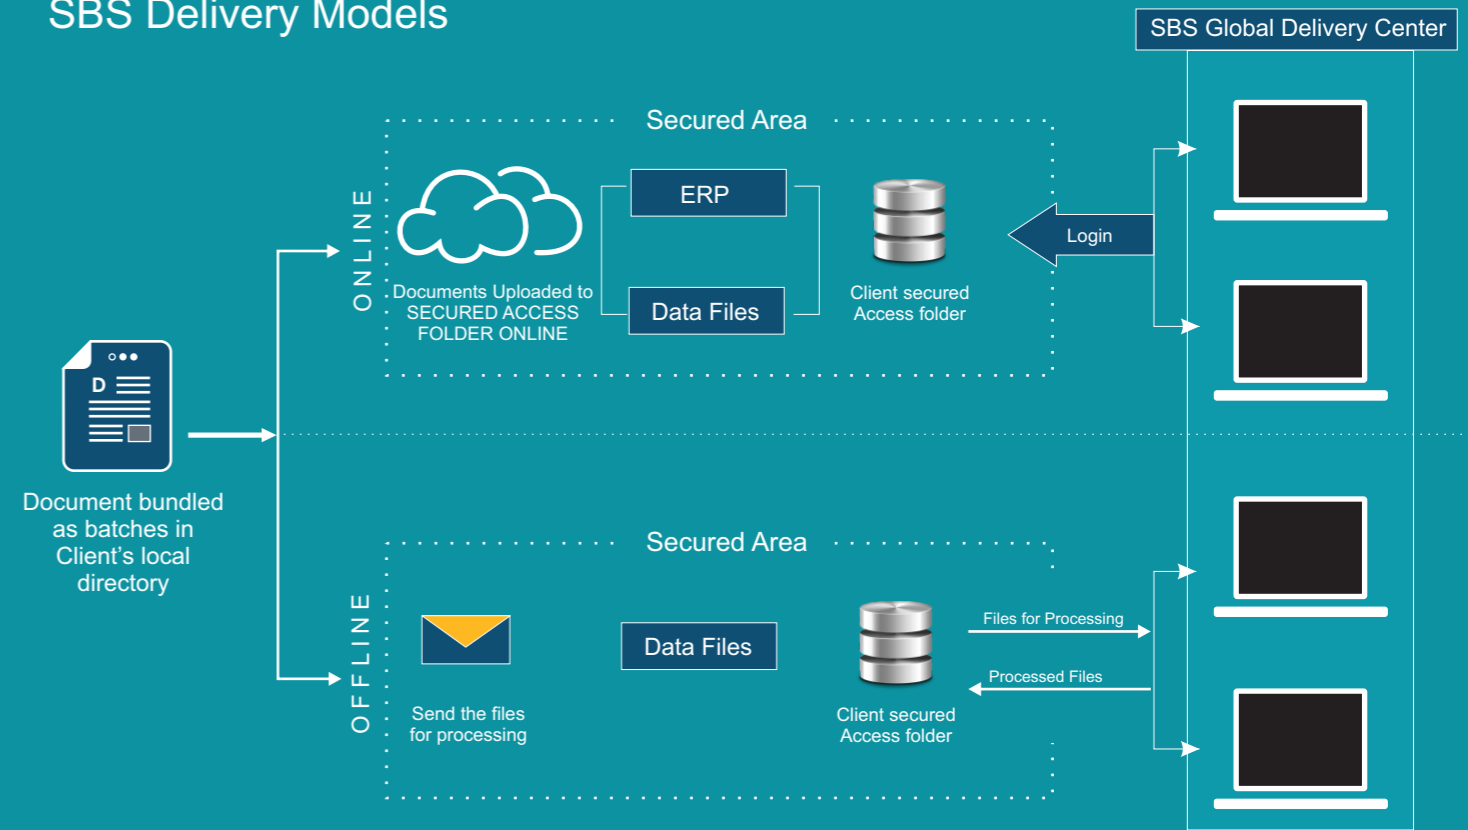 SBS Delivery Models
SBS Global Delivery Center
Secured Area
ONLINE
ERP
Data Files
Documents Uploaded to
SECURED ACCESS
FOLDER ONLINE
Client secured
Access folder
Login
D
Document bundled
as batches in
Client's local
directory
Secured Area
OFFLINE
Send the files
for processing
Data Files
Client secured
Access folder
Files for Processing
Processed Files